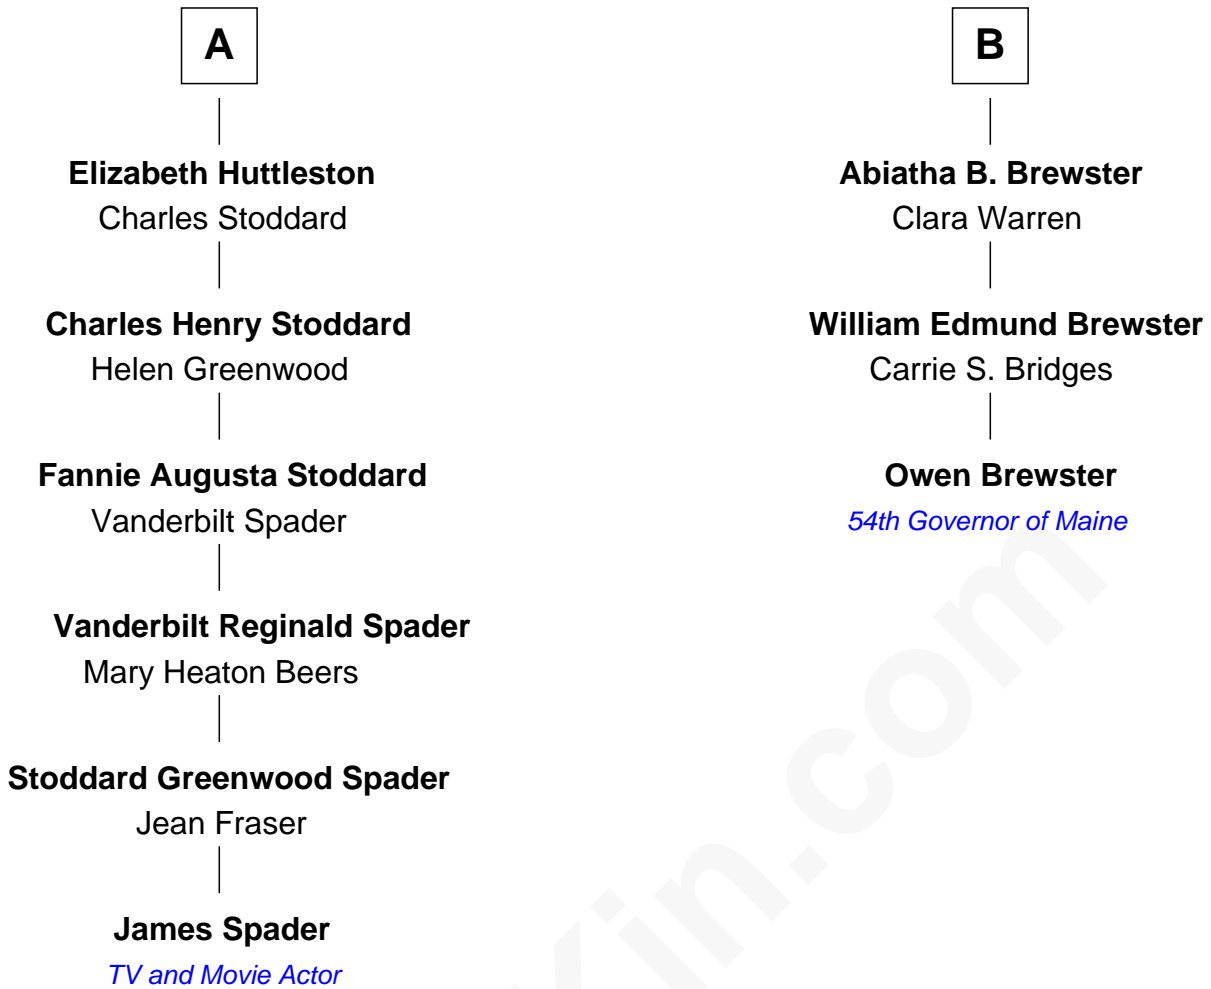 A
Elizabeth Huttleston
Charles Stoddard
Charles Henry Stoddard
Helen Greenwood
Fannie Augusta Stoddard
Vanderbilt Spader
Vanderbilt Reginald Spader
Mary Heaton Beers
Stoddard Greenwood Spader
Jean Fraser
James Spader
TV and Movie Actor
B
Abiatha B. Brewster
Clara Warren
William Edmund Brewster
Carrie S. Bridges
Owen Brewster
54th Governor of Maine